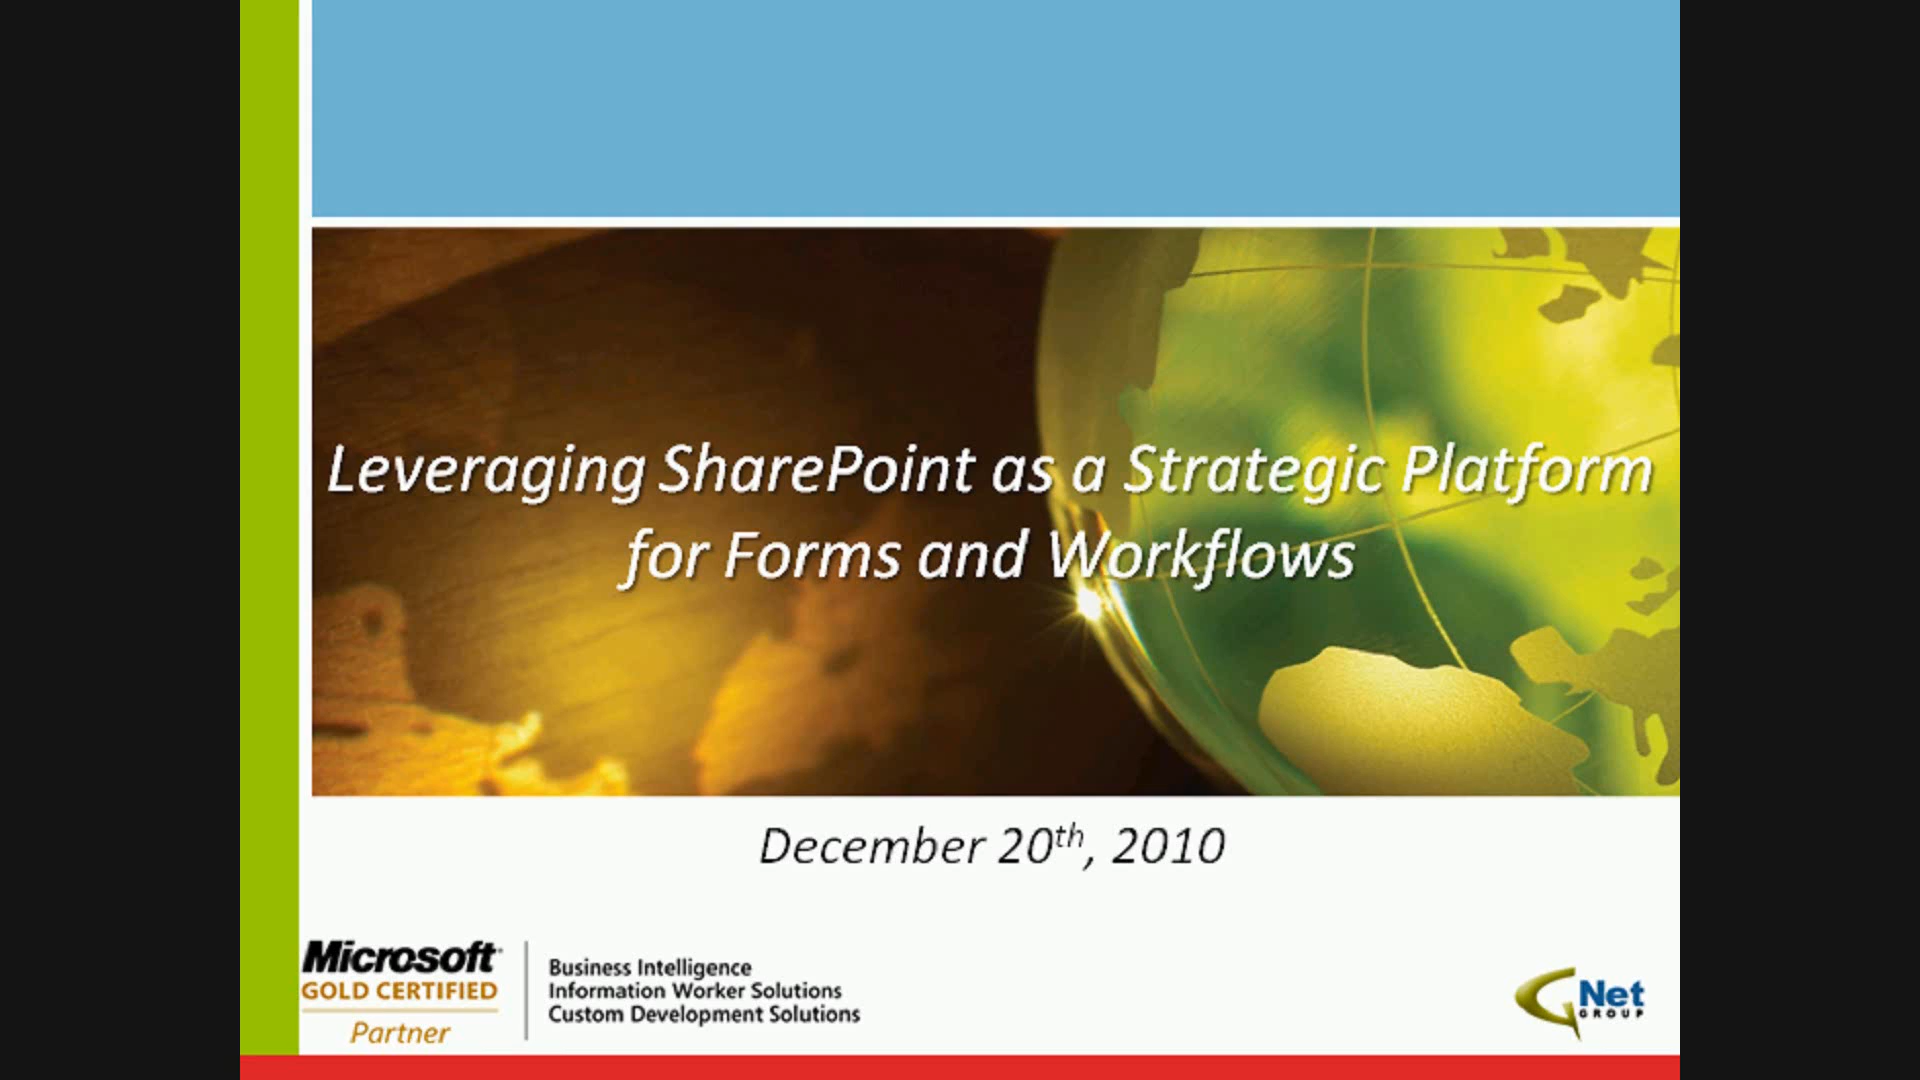 Leveraging SharePoint as a Strategic Platform
for Forms and Workflows
December 20th, 2010
Microsoft
GOLD CERTIFIED
Partner
Business Intelligence
Information Worker Solutions
Custom Development Solutions
GNet
GROUP